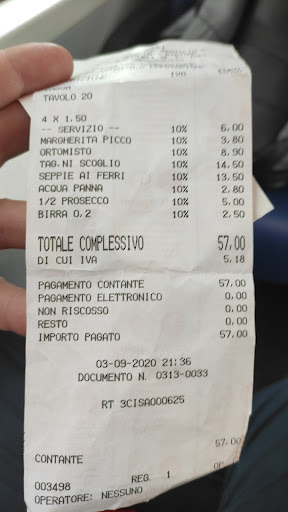 IVA
TAVOLO 20
4 X 1,50
-- SERVIZIO -- 10% 6,00
MARGHERITA PICCO 10% 3,80
ORTOMISTO 10% 8,90
TAG.NI SCOGLIO 10% 14,50
SEPPIE AI FERRI 10% 13,50
ACQUA PANNA 10% 2,80
1/2 PROSECCO 10% 5,00
BIRRA 0,2 10% 2,50
TOTALE COMPLESSIVO 57,00
DI CUI IVA 5,18
PAGAMENTO CONTANTE 57,00
PAGAMENTO ELETTRONICO 0,00
NON RISCOSSO 0,00
RESTO 0,00
IMPORTO PAGATO 57,00
03-09-2020 21:36
DOCUMENTO N. 0313-0033
RT 3CISA000625
57,00
CONTANTE
003498 REG. 1
OPERATORE: NESSUNO